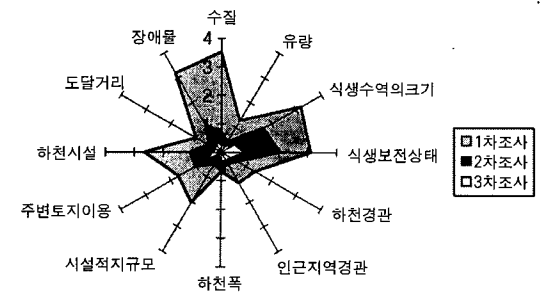 수질
장애물
4
유량
3
도달거리
2
식생수역의크기
하천시설
식생보전상태
1차조사
2차조사
3차조사
주변토지이용
하천경관
시설적지규모
인근지역경관
하천폭